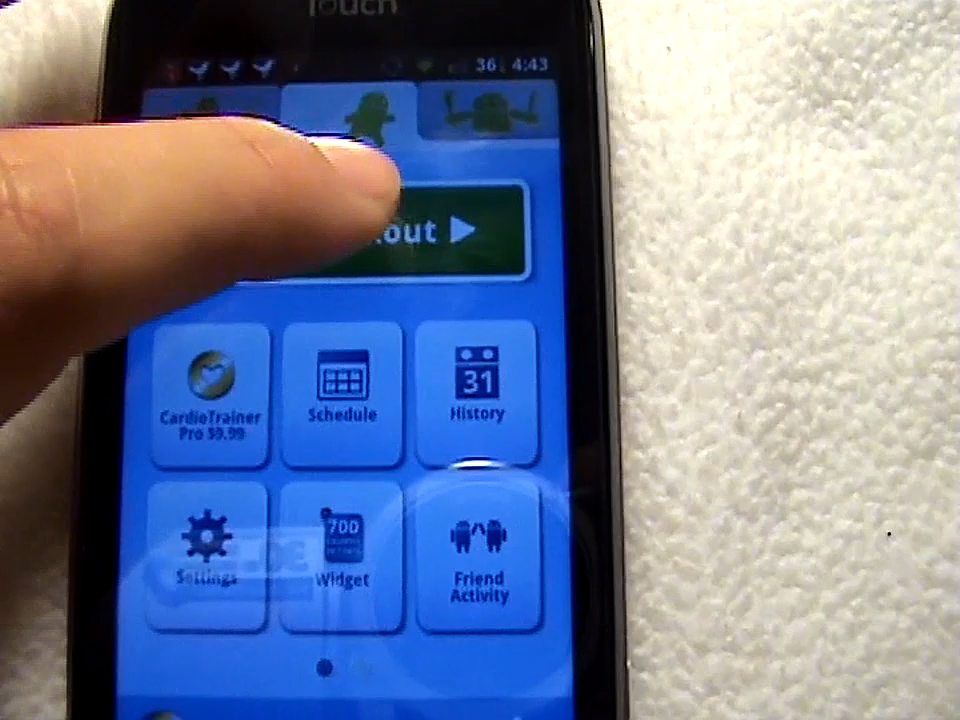 Touch
36 4:43
out
CardioTrainer
Pro $9.99
Schedule
31
History
Settings
700
Widget
Friend
Activity